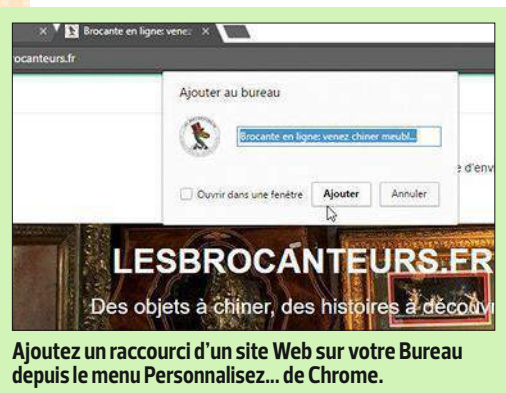 Brocante en ligne: vene
ocanteurs.fr
Ajouter au bureau
Brocante en ligne: venez chiner meubl...
e d'env
Ouvrir dans une fenêtre Ajouter Annuler
LESBROCANTEURS.FR
Des objets à chiner, des histoires à découvr
Ajoutez un raccourci d'un site Web sur votre Bureau
depuis le menu Personnalisez... de Chrome.